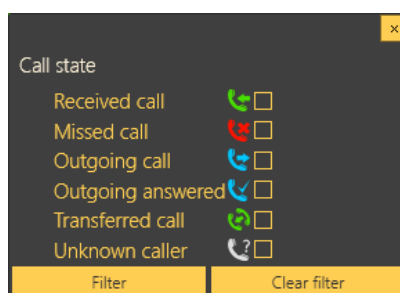 ×
Call state
Received call
Missed call
Outgoing call
Outgoing answered
Transferred call
Unknown caller
Filter Clear filter